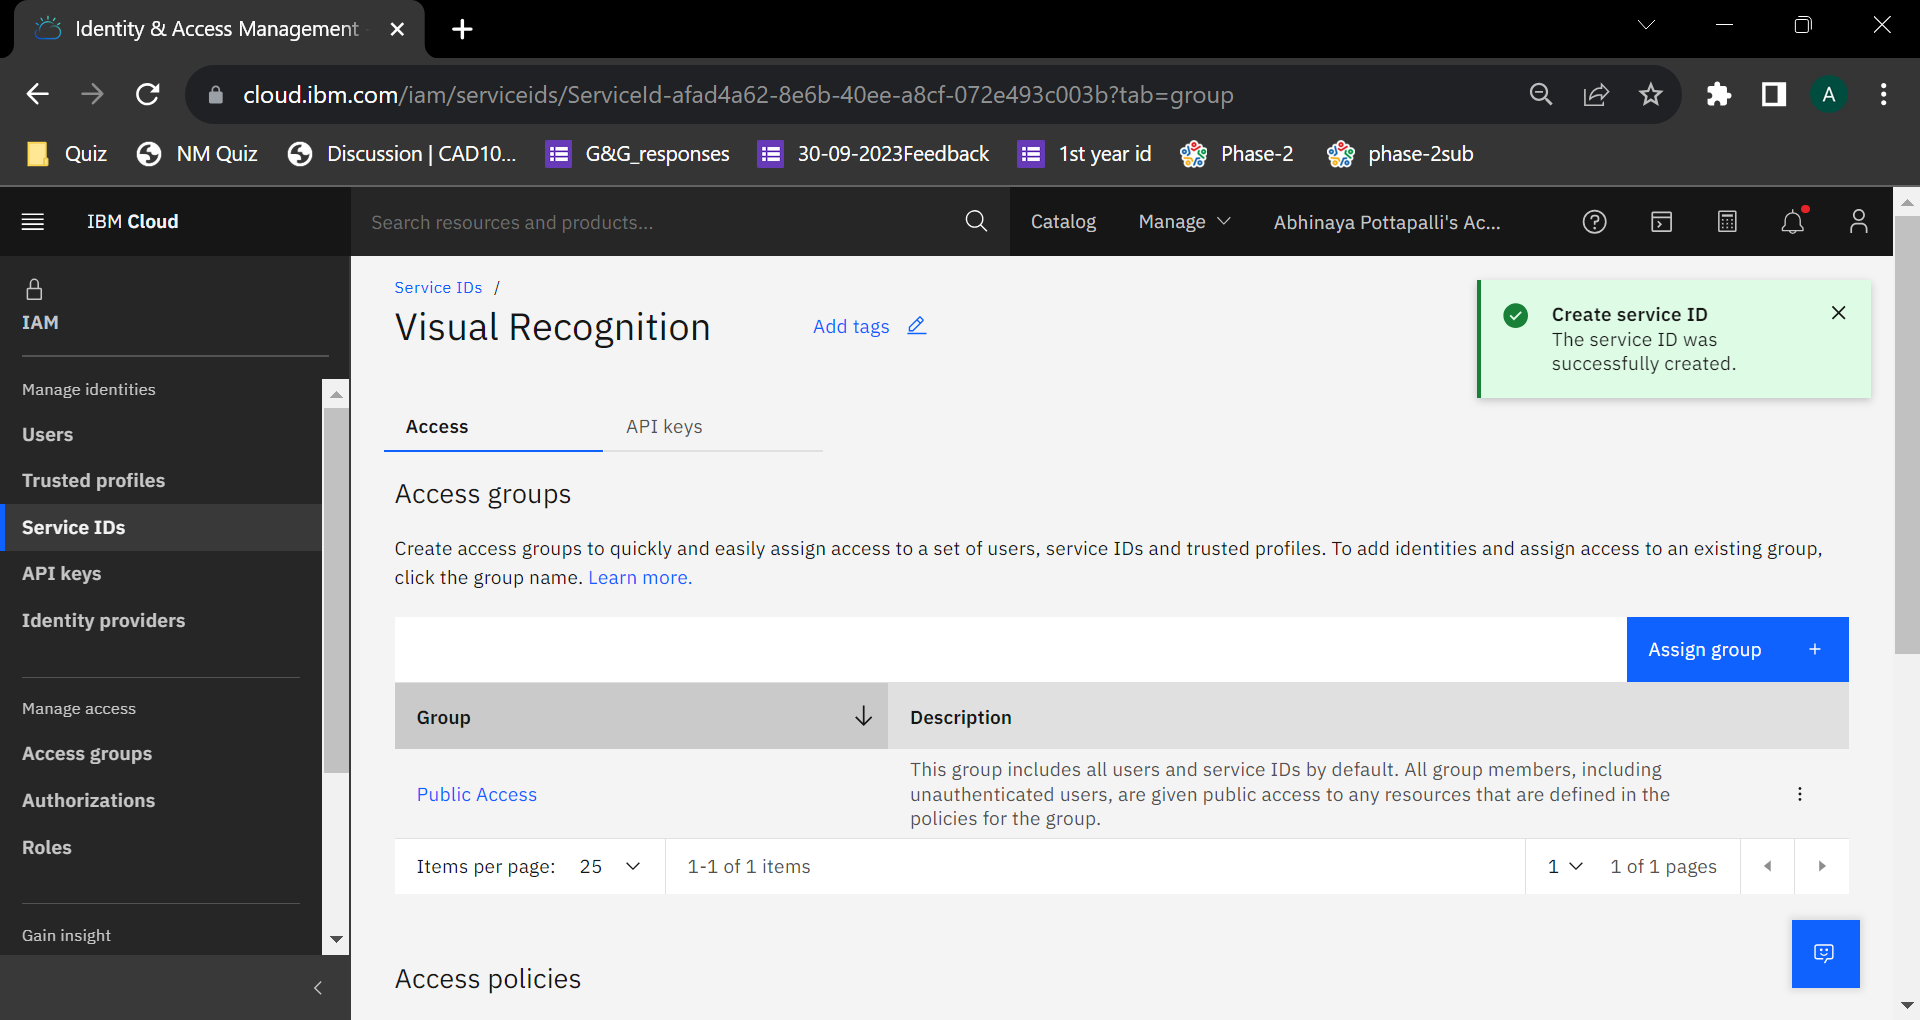 Identity & Access Management
cloud.ibm.com/iam/serviceids/ServiceId-afad4a62-8e6b-40ee-a8cf-072e493c003b?tab=group
A
Quiz
NM Quiz
Discussion | CAD10...
G&G_responses
30-09-2023Feedback
1st year id
Phase-2
phase-2sub
IBM Cloud
Search resources and products...
Catalog
Manage
Abhinaya Pottapalli's Ac...
IAM
Manage identities
Users
Trusted profiles
Service IDs
API keys
Identity providers
Manage access
Access groups
Authorizations
Roles
Gain insight
Service IDs /
Visual Recognition
Add tags
Create service ID
The service ID was
successfully created.
Access
API keys
Access groups
Create access groups to quickly and easily assign access to a set of users, service IDs and trusted profiles. To add identities and assign access to an existing group,
click the group name. Learn more.
Assign group +
Group
Description
Public Access
This group includes all users and service IDs by default. All group members, including
unauthenticated users, are given public access to any resources that are defined in the
policies for the group.
Items per page: 25
1-1 of 1 items
1
1 of 1 pages
Access policies